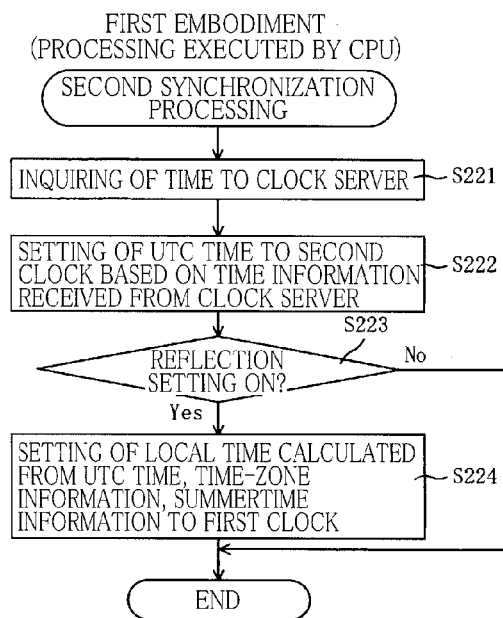 FIRST EMBODIMENT
(PROCESSING EXECUTED BY CPU)
SECOND SYNCHRONIZATION
PROCESSING
INQUIRING OF TIME TO CLOCK SERVER
S221
SETTING OF UTC TIME TO SECOND
CLOCK BASED ON TIME INFORMATION
RECEIVED FROM CLOCK SERVER
S222
S223
REFLECTION
SETTING ON?
No
Yes
SETTING OF LOCAL TIME CALCULATED
FROM UTC TIME, TIME-ZONE
INFORMATION, SUMMERTIME
INFORMATION TO FIRST CLOCK
S224
END